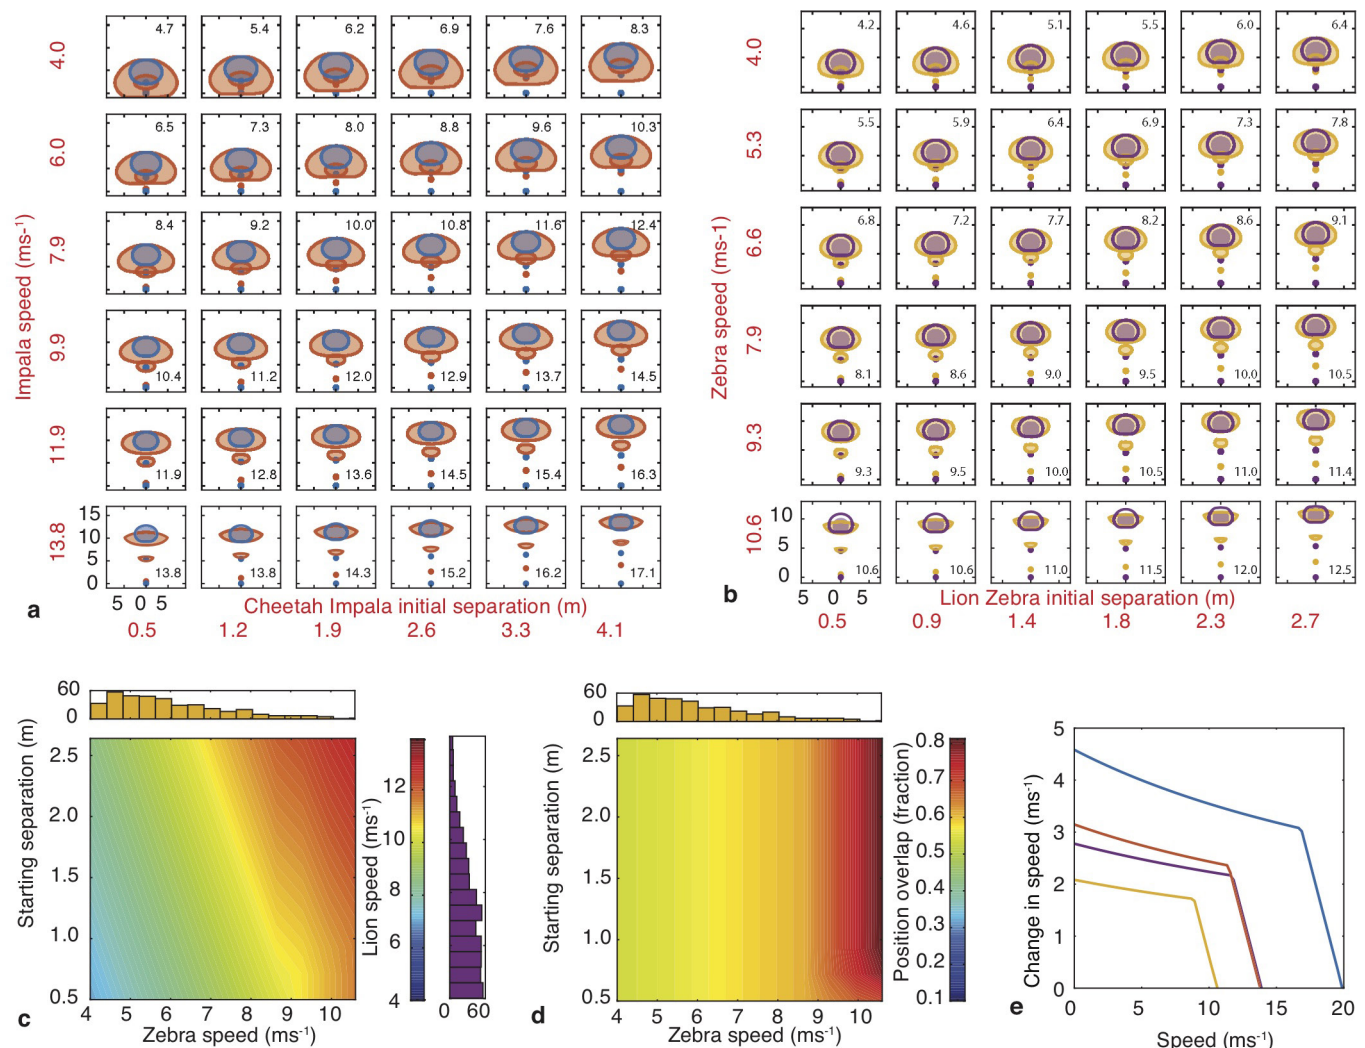 4.7 5.4 6.2 6.9 7.6 8.3
4.0
6.5 7.3 8.0 8.8 9.6 10.3
6.0
8.4 9.2 10.0 10.8 11.6 12.4
7.9
10.4 11.2 12.0 12.9 13.7 14.5
9.9
11.9 12.8 13.6 14.5 15.4 16.3
11.9
13.8 13.8 14.3 15.2 16.2 17.1
13.8
Impala speed (ms-1)
15
10
5
0
5 0 5
a
Cheetah Impala initial separation (m)
0.5 1.2 1.9 2.6 3.3 4.1
4.2 4.6 5.1 5.5 6.0 6.4
4.0
5.5 5.9 6.4 6.9 7.3 7.8
5.3
6.8 7.2 7.7 8.2 8.6 9.1
6.6
8.1 8.6 9.0 9.5 10.0 10.5
7.9
9.3 9.5 10.0 10.5 11.0 11.4
9.3
10.6 10.6 11.0 11.5 12.0 12.5
10.6
Zebra speed (ms-1)
10
5
0
5 0 5
b
Lion Zebra initial separation (m)
0.5 0.9 1.4 1.8 2.3 2.7
60
0
2.5
2.0
1.5
1.0
0.5
Starting separation (m)
4 5 6 7 8 9 10
Zebra speed (ms-1)
c
12
10
8
6
4
Lion speed (ms-1)
0 60
60
0
2.5
2.0
1.5
1.0
0.5
Starting separation (m)
4 5 6 7 8 9 10
Zebra speed (ms-1)
d
0.8
0.7
0.6
0.5
0.4
0.3
0.2
0.1
Position overlap (fraction)
5
4
3
2
1
0
Change in speed (ms-1)
0 5 10 15 20
Speed (ms-1)
e